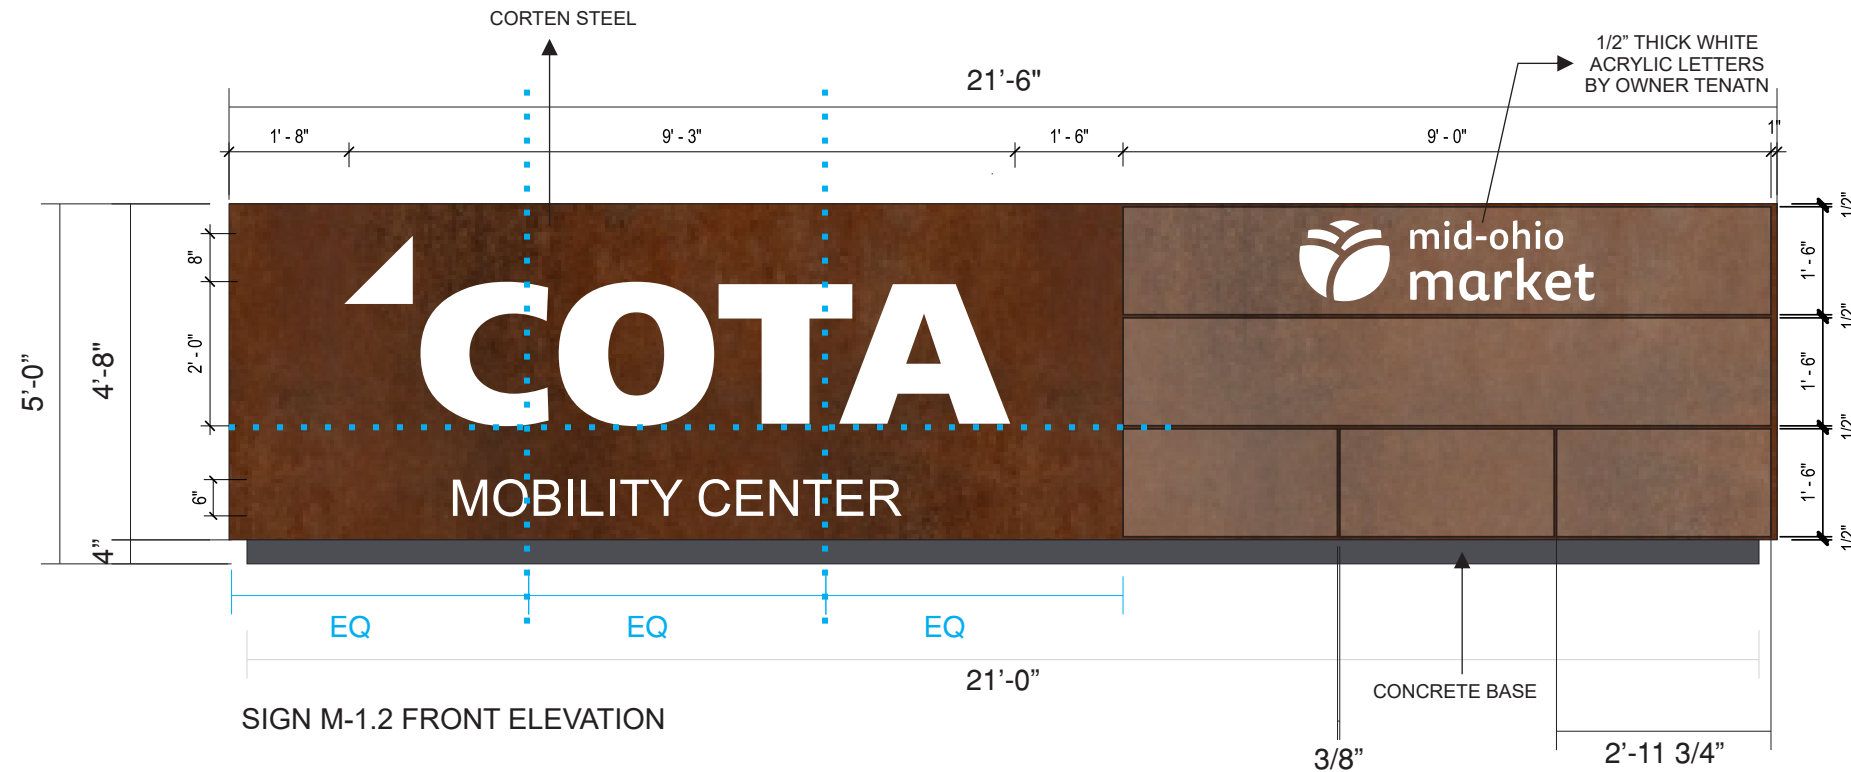 CORTEN STEEL
1/2” THICK WHITE
ACRYLIC LETTERS
BY OWNER TENATN
21’-6"
1' - 8"
9' - 3"
1' - 6"
9' - 0"
1"
1/2"
8"
mid-ohio
market
1' - 6"
COTA
1/2"
2' - 0"
5’-0”
4’-8"
1' - 6"
1/2"
6"
MOBILITY CENTER
1' - 6"
4”
1/2"
EQ
EQ
EQ
21’-0”
CONCRETE BASE
SIGN M-1.2 FRONT ELEVATION
3/8”
2’-11 3/4”